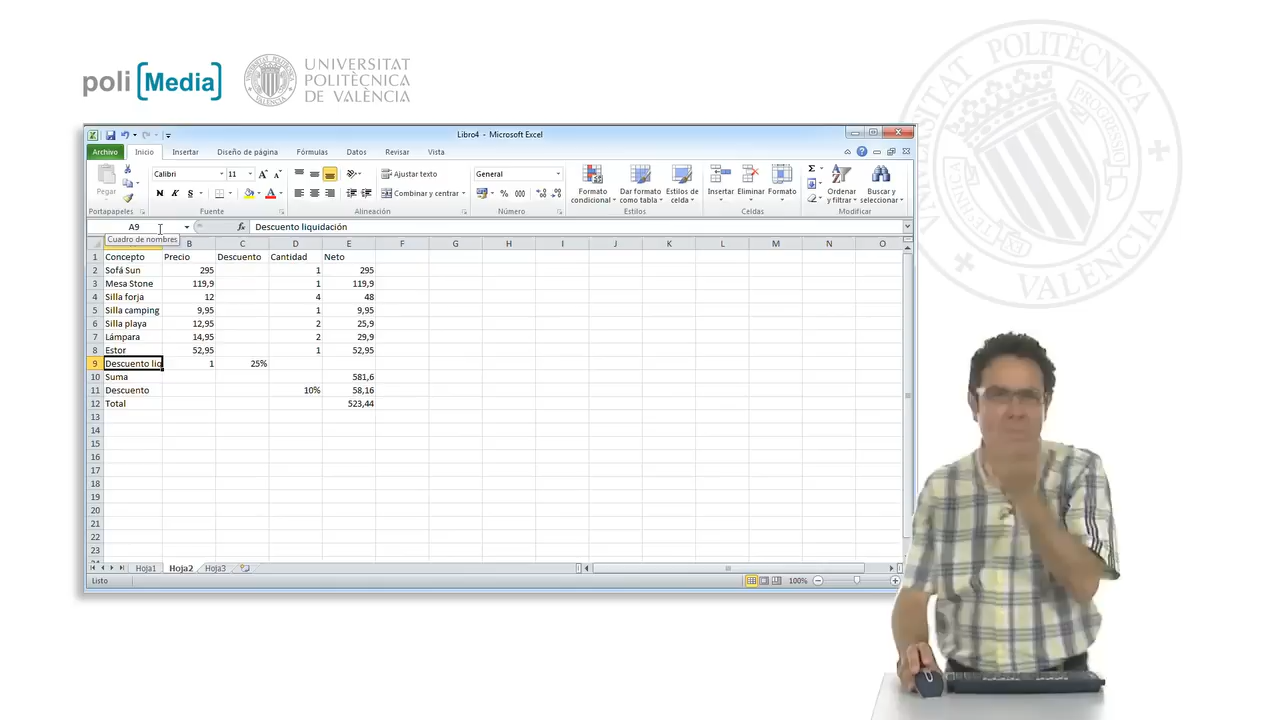 poli[Media]
UNIVERSITAT
POLITÈCNICA
DE VALÈNCIA
Libro4 - Microsoft Excel
Archivo Inicio Insertar Diseño de página Fórmulas Datos Revisar Vista
Pegar
Calibri 11
N K S
Ajustar texto
Combinar y centrar
General
% 000
Formato condicional
Dar formato como tabla
Estilos de celda
Insertar Eliminar Formato
Ordenar y filtrar
Buscar y seleccionar
Portapapeles Fuente Alineación Número Estilos Celdas Modificar
A9 fx Descuento liquidación
Cuadro de nombres
B C D E F G H I J K L M N O
1 Concepto Precio Descuento Cantidad Neto
2 Sofá Sun 295 1 295
3 Mesa Stone 119,9 1 119,9
4 Silla forja 12 4 48
5 Silla camping 9,95 1 9,95
6 Silla playa 12,95 2 25,9
7 Lámpara 14,95 2 29,9
8 Estor 52,95 1 52,95
9 Descuento liq 1 25%
10 Suma 581,6
11 Descuento 10% 58,16
12 Total 523,44
13
14
15
16
17
18
19
20
21
22
23
Hoja1 Hoja2 Hoja3
Listo 100%
UNIVERSITAT POLITÈCNICA DE VALÈNCIA